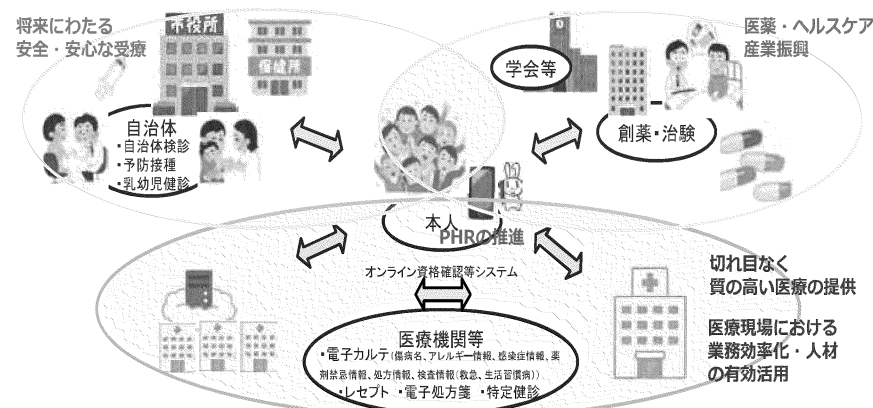 将来にわたる
安全・安心な受療
市役所
保健所
医薬・ヘルスケア
産業振興
学会等
自治体
・自治体検診
・予防接種
・乳幼児健診
創薬・治験
本人
PHRの推進
オンライン資格確認等システム
切れ目なく
質の高い医療の提供
医療現場における
業務効率化・人材
の有効活用
医療機関等
・電子カルテ(傷病名、アレルギー情報、感染症情報、薬
剤禁忌情報、処方情報、検査情報(救急、生活習慣病))
・レセプト ・電子処方箋 ・特定健診